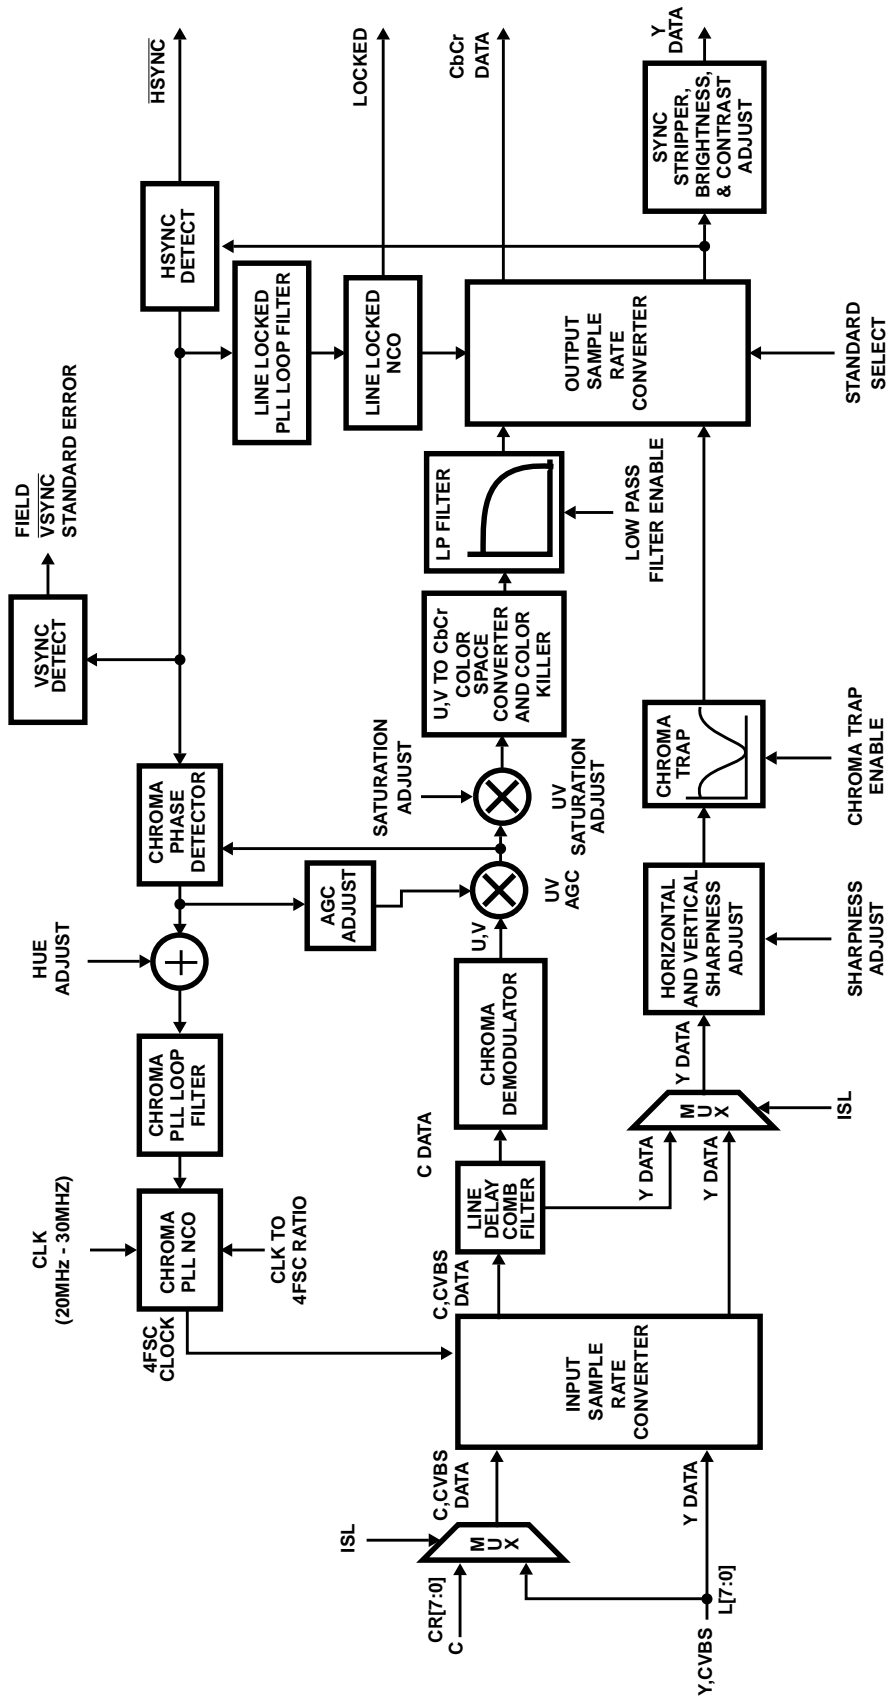 CLK
(20MHz - 30MHZ)
HUE
ADJUST
FIELD
VSYNC
STANDARD ERROR
VSYNC
DETECT
HSYNC
4FSC
CLOCK
CHROMA
PLL NCO
CHROMA
PLL LOOP
FILTER
CHROMA
PHASE
DETECTOR
HSYNC
DETECT
CLK TO
4FSC RATIO
AGC
ADJUST
LINE LOCKED
PLL LOOP FILTER
LOCKED
ISL
SATURATION
ADJUST
LINE LOCKED
NCO
CR[7:0]
C
M
U
X
C,CVBS
DATA
INPUT
SAMPLE
RATE
CONVERTER
C,CVBS
DATA
LINE
DELAY
COMB
FILTER
C DATA
CHROMA
DEMODULATOR
U,V
UV
AGC
UV
SATURATION
ADJUST
U,V TO CbCr
COLOR
SPACE
CONVERTER
AND COLOR
KILLER
LP FILTER
LOW PASS
FILTER ENABLE
OUTPUT
SAMPLE
RATE
CONVERTER
CbCr
DATA
Y,CVBS
L[7:0]
Y DATA
Y DATA
Y DATA
M
U
X
ISL
Y DATA
HORIZONTAL
AND VERTICAL
SHARPNESS
ADJUST
SHARPNESS
ADJUST
CHROMA
TRAP
CHROMA TRAP
ENABLE
STANDARD
SELECT
SYNC
STRIPPER,
BRIGHTNESS,
& CONTRAST
ADJUST
Y
DATA